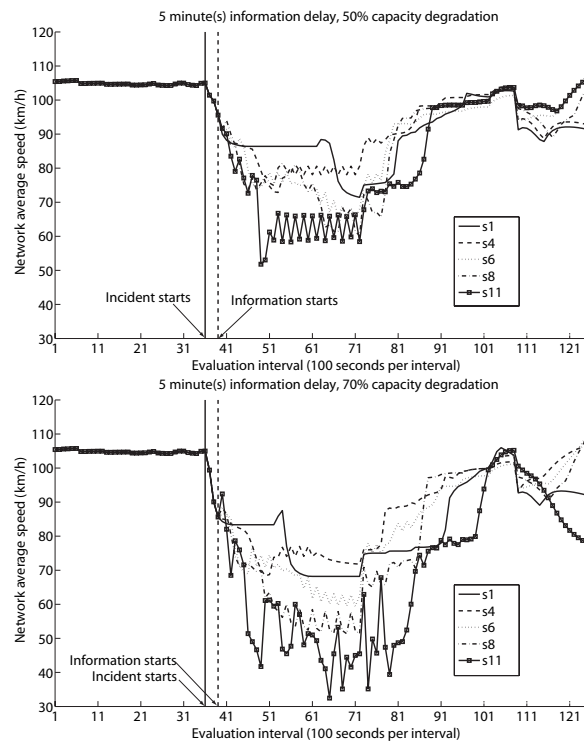 5 minute(s) information delay, 50% capacity degradation
120
110
100
90
80
70
60
50
40
30
Network average speed (km/h)
Incident starts
Information starts
s1
s4
s6
s8
s11
1 11 21 31 41 51 61 71 81 91 101 111 121
Evaluation interval (100 seconds per interval)
5 minute(s) information delay, 70% capacity degradation
120
110
100
90
80
70
60
50
40
30
Network average speed (km/h)
Information starts
Incident starts
s1
s4
s6
s8
s11
1 11 21 31 41 51 61 71 81 91 101 111 121
Evaluation interval (100 seconds per interval)